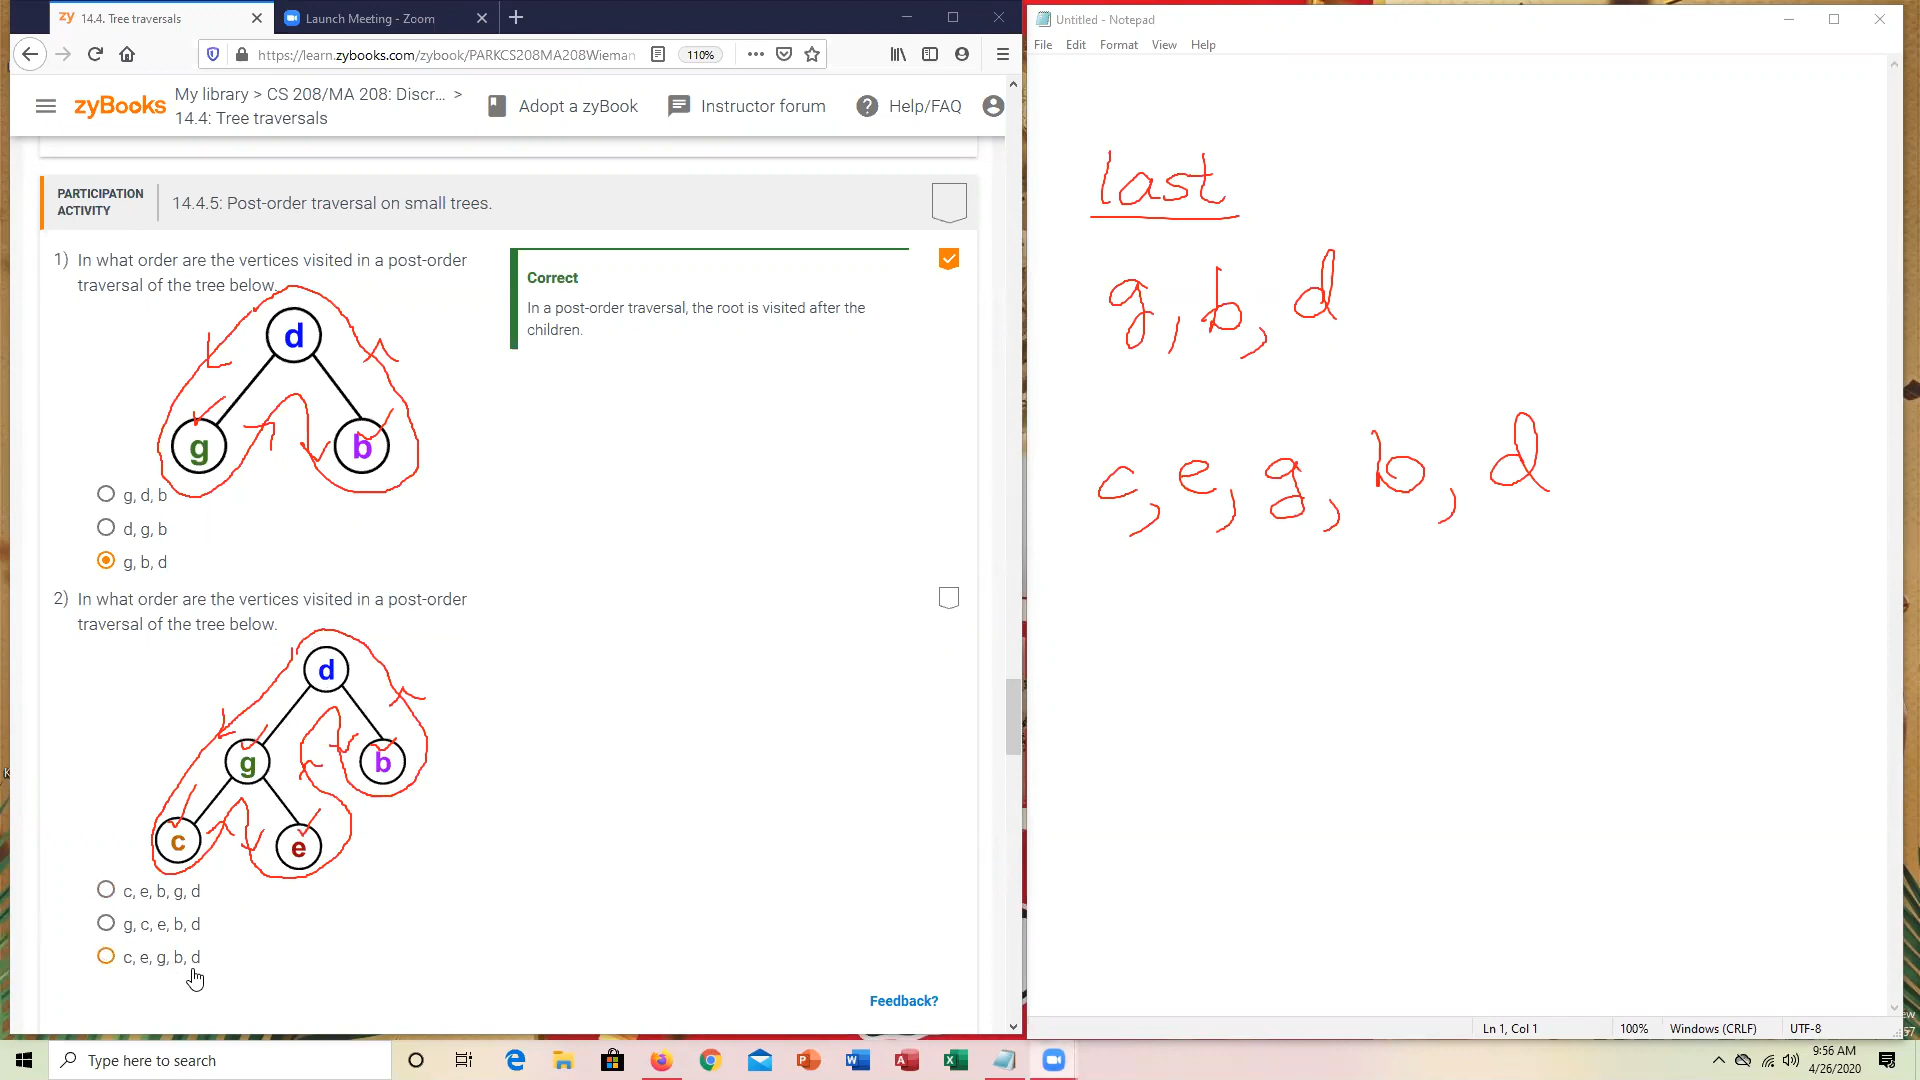 14.4. Tree traversals
Launch Meeting - Zoom
https://learn.zybooks.com/zybook/PARKCS208MA208Wieman
110%
zyBooks
My library > CS 208/MA 208: Discr... >
14.4: Tree traversals
Adopt a zyBook
Instructor forum
Help/FAQ
PARTICIPATION
ACTIVITY
14.4.5: Post-order traversal on small trees.
1) In what order are the vertices visited in a post-order
traversal of the tree below.
Correct
In a post-order traversal, the root is visited after the
children.
d
g
b
g, d, b
d, g, b
g, b, d
2) In what order are the vertices visited in a post-order
traversal of the tree below.
d
g
b
c
e
c, e, b, g, d
g, c, e, b, d
c, e, g, b, d
Feedback?
Untitled - Notepad
File Edit Format View Help
last
g, b, d
c, e, g, b, d
Ln 1, Col 1
100%
Windows (CRLF)
UTF-8
Type here to search
9:56 AM
4/26/2020